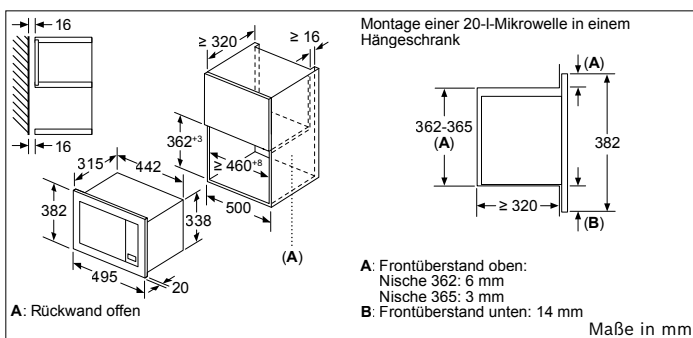 16
≥ 320
≥ 16
362+3
≥ 460+8
16
315
442
382
338
500
495
20
(A)
A: Rückwand offen
Montage einer 20-l-Mikrowelle in einem
Hängeschrank
(A)
362-365
(A)
382
≥ 320
(B)
A: Frontüberstand oben:
Nische 362: 6 mm
Nische 365: 3 mm
B: Frontüberstand unten: 14 mm
Maße in mm